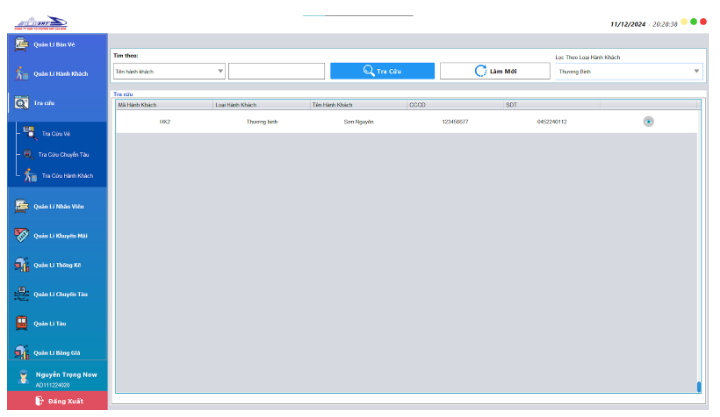 11/12/2024 - 20:28:38
Quản Lí Bán Vé
Quản Lí Hành Khách
Tra cứu
Tra Cứu Vé
Tra Cứu Chuyến Tàu
Tra Cứu Hành Khách
Quản Lí Nhân Viên
Quản Lí Khuyến Mãi
Quản Lí Thống Kê
Quản Lí Chuyến Tàu
Quản Lí Tàu
Quản Lí Bảng Giá
Nguyễn Trọng Now
AD111224028
Đăng Xuất
Tìm theo:
Tên hành khách
Tra Cứu
Làm Mới
Lọc Theo Loại Hành Khách
Thương Binh
Tra cứu
Mã Hành Khách Loại Hành Khách Tên Hành Khách CCCD SDT
HK2 Thương binh Sơn Nguyễn 0452240112